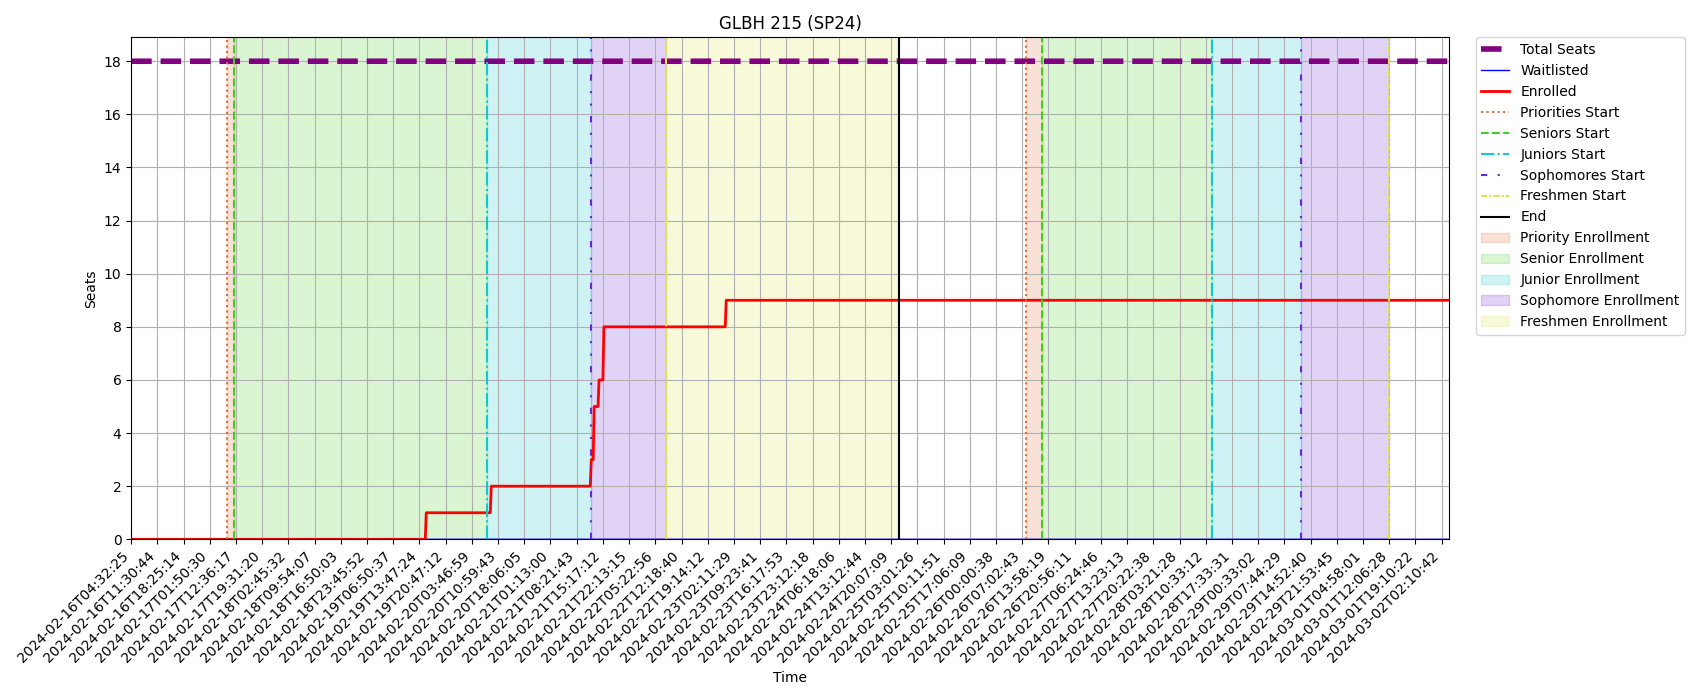 GLBH 215 (SP24)
Seats
18
16
14
12
10
8
6
4
2
0
2024-02-16T04:32:25
2024-02-16T11:30:44
2024-02-16T18:25:14
2024-02-17T01:50:30
2024-02-17T12:36:17
2024-02-17T19:31:20
2024-02-18T02:45:32
2024-02-18T09:54:07
2024-02-18T16:50:03
2024-02-18T23:45:52
2024-02-19T06:50:37
2024-02-19T13:47:24
2024-02-19T20:47:12
2024-02-20T03:46:59
2024-02-20T10:59:43
2024-02-20T18:06:05
2024-02-21T01:13:00
2024-02-21T08:21:43
2024-02-21T15:17:12
2024-02-21T22:13:15
2024-02-22T05:22:56
2024-02-22T12:18:40
2024-02-22T19:14:12
2024-02-23T02:11:29
2024-02-23T09:23:41
2024-02-23T16:17:53
2024-02-23T23:12:18
2024-02-24T06:18:06
2024-02-24T13:12:44
2024-02-24T20:07:09
2024-02-25T03:01:26
2024-02-25T10:11:51
2024-02-25T17:06:09
2024-02-26T00:00:38
2024-02-26T07:02:43
2024-02-26T13:58:19
2024-02-26T20:56:11
2024-02-27T06:24:46
2024-02-27T13:23:13
2024-02-27T20:22:38
2024-02-28T03:21:28
2024-02-28T10:33:12
2024-02-28T17:33:31
2024-02-29T00:33:02
2024-02-29T07:44:29
2024-02-29T14:52:40
2024-02-29T21:53:45
2024-03-01T04:58:01
2024-03-01T12:06:28
2024-03-01T19:10:22
2024-03-02T02:10:42
Time
Total Seats
Waitlisted
Enrolled
Priorities Start
Seniors Start
Juniors Start
Sophomores Start
Freshmen Start
End
Priority Enrollment
Senior Enrollment
Junior Enrollment
Sophomore Enrollment
Freshmen Enrollment